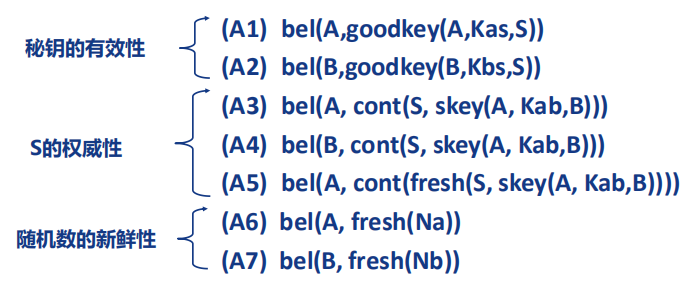 秘钥的有效性
(A1) bel(A,goodkey(A,Kas,S))
(A2) bel(B,goodkey(B,Kbs,S))
S的权威性
(A3) bel(A, cont(S, skey(A, Kab,B)))
(A4) bel(B, cont(S, skey(A, Kab,B)))
(A5) bel(A, cont(fresh(S, skey(A, Kab,B))))
随机数的新鲜性
(A6) bel(A, fresh(Na))
(A7) bel(B, fresh(Nb))